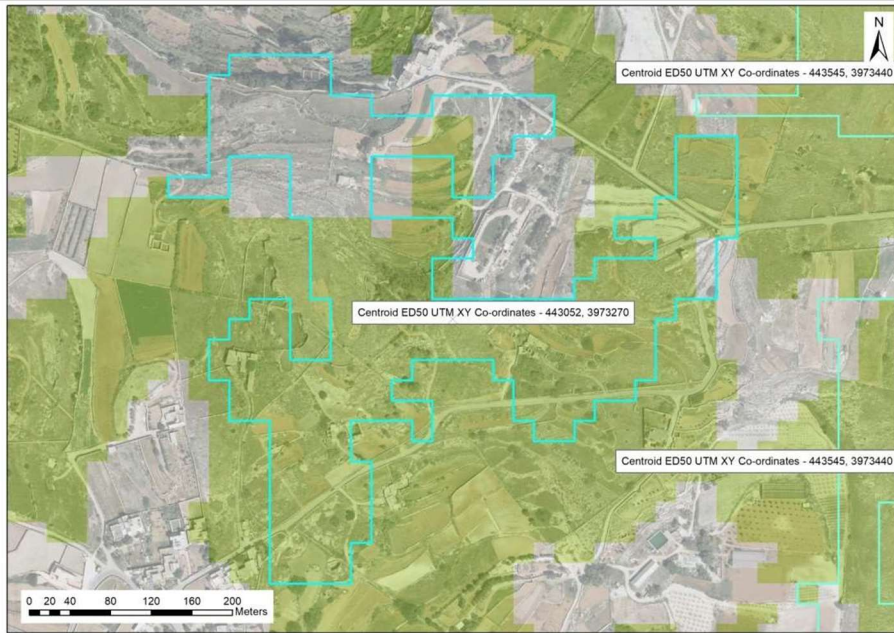 N
Centroid ED50 UTM XY Co-ordinates - 443545, 3973440
Centroid ED50 UTM XY Co-ordinates - 443052, 3973270
Centroid ED50 UTM XY Co-ordinates - 443545, 3973440
0 20 40 80 120 160 200
Meters